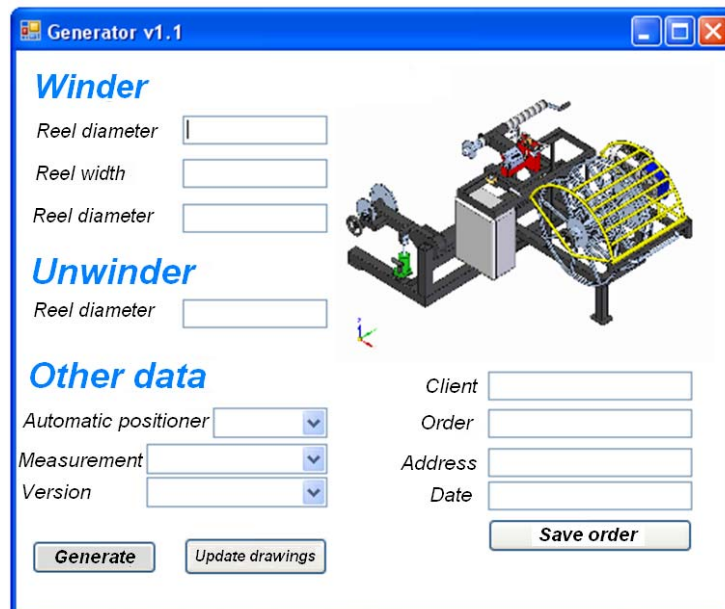 Generator v1.1
Winder
Reel diameter
Reel width
Reel diameter
Unwinder
Reel diameter
Other data
Automatic positioner
Measurement
Version
Client
Order
Address
Date
Generate
Update drawings
Save order